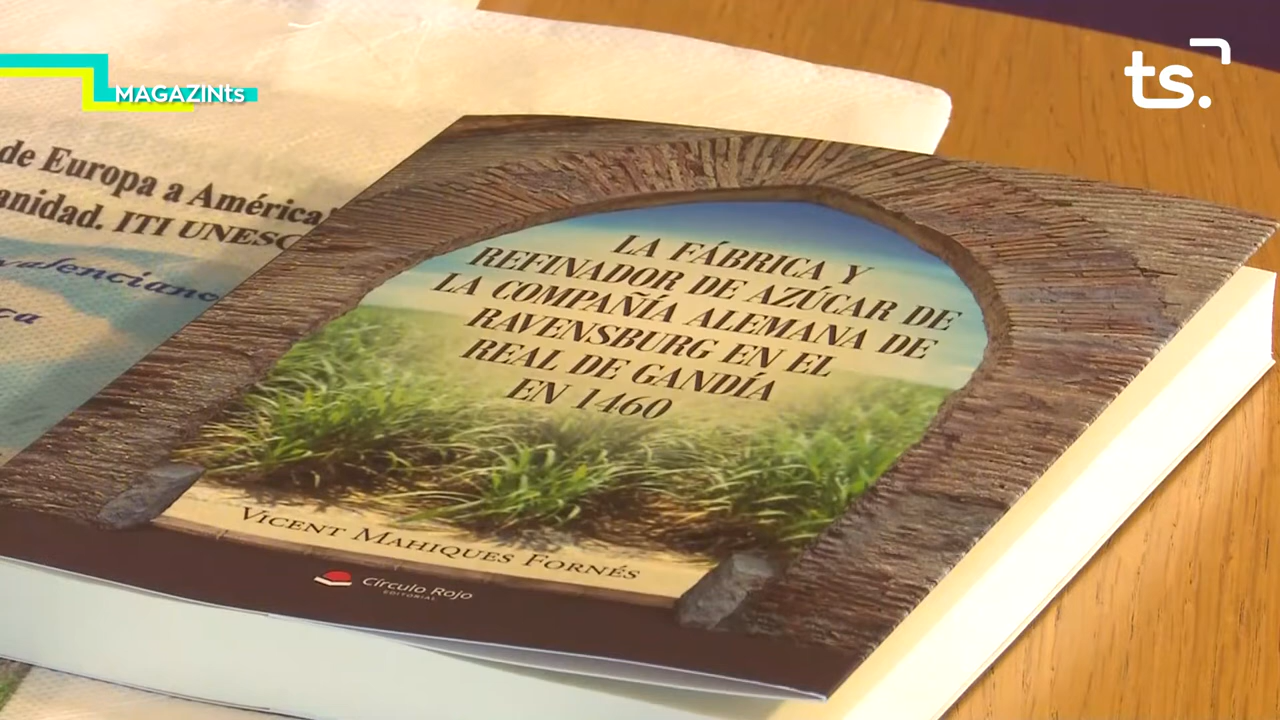 MAGAZINts
ts.
de Europa a América
anidad. ITI UNESC
LA FÁBRICA Y
REFINADOR DE AZÚCAR DE
LA COMPAÑÍA ALEMANA DE
RAVENSBURG EN EL
REAL DE GANDÍA
EN 1460
VICENT MAHIQUES FORNÉS
Círculo Rojo
EDITORIAL